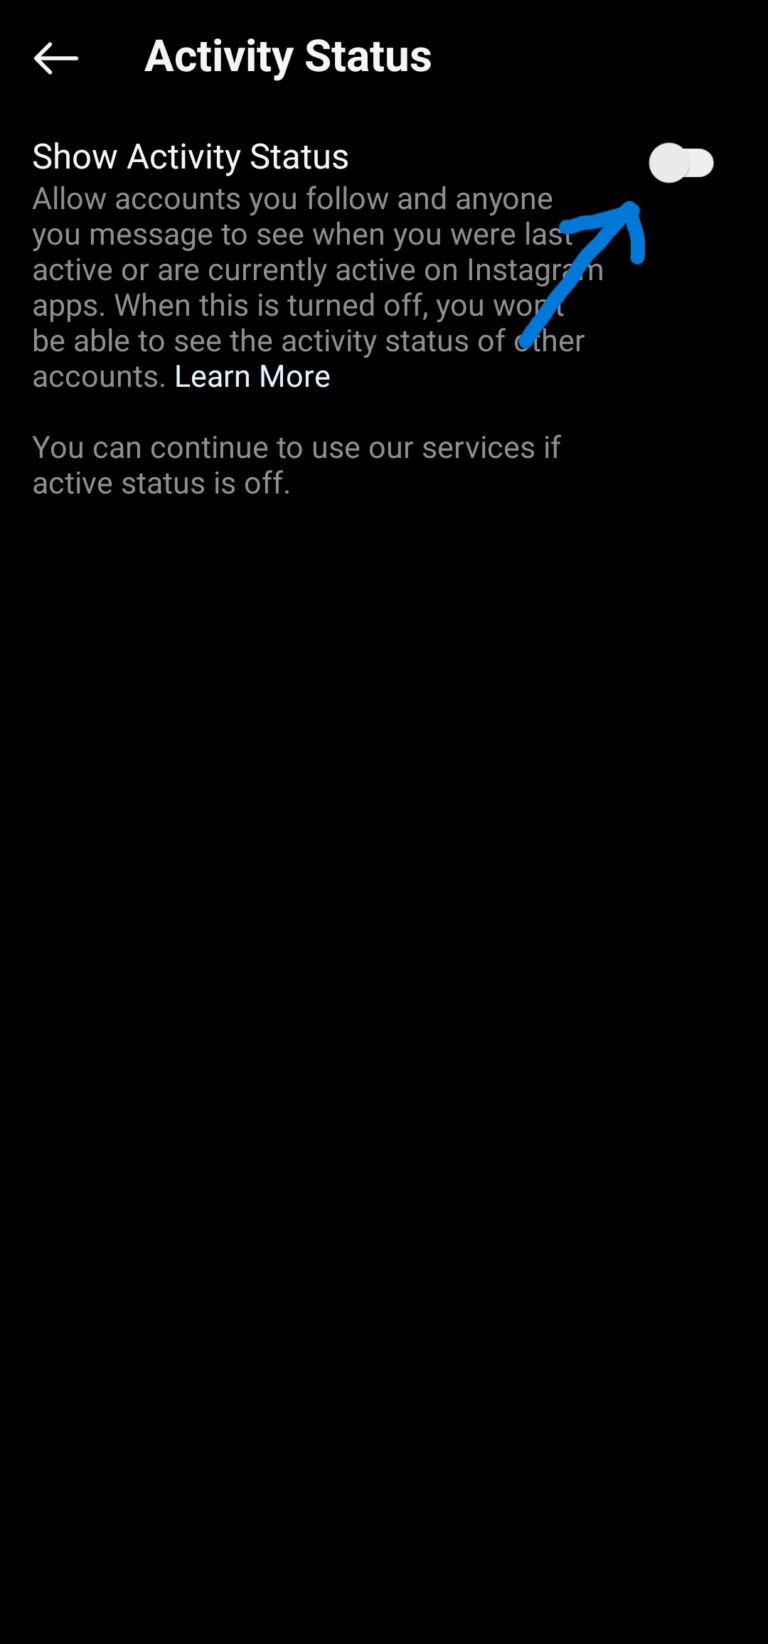 Activity Status
Show Activity Status
Allow accounts you follow and anyone
you message to see when you were last
active or are currently active on Instagram
apps. When this is turned off, you won't
be able to see the activity status of other
accounts. Learn More
You can continue to use our services if
active status is off.